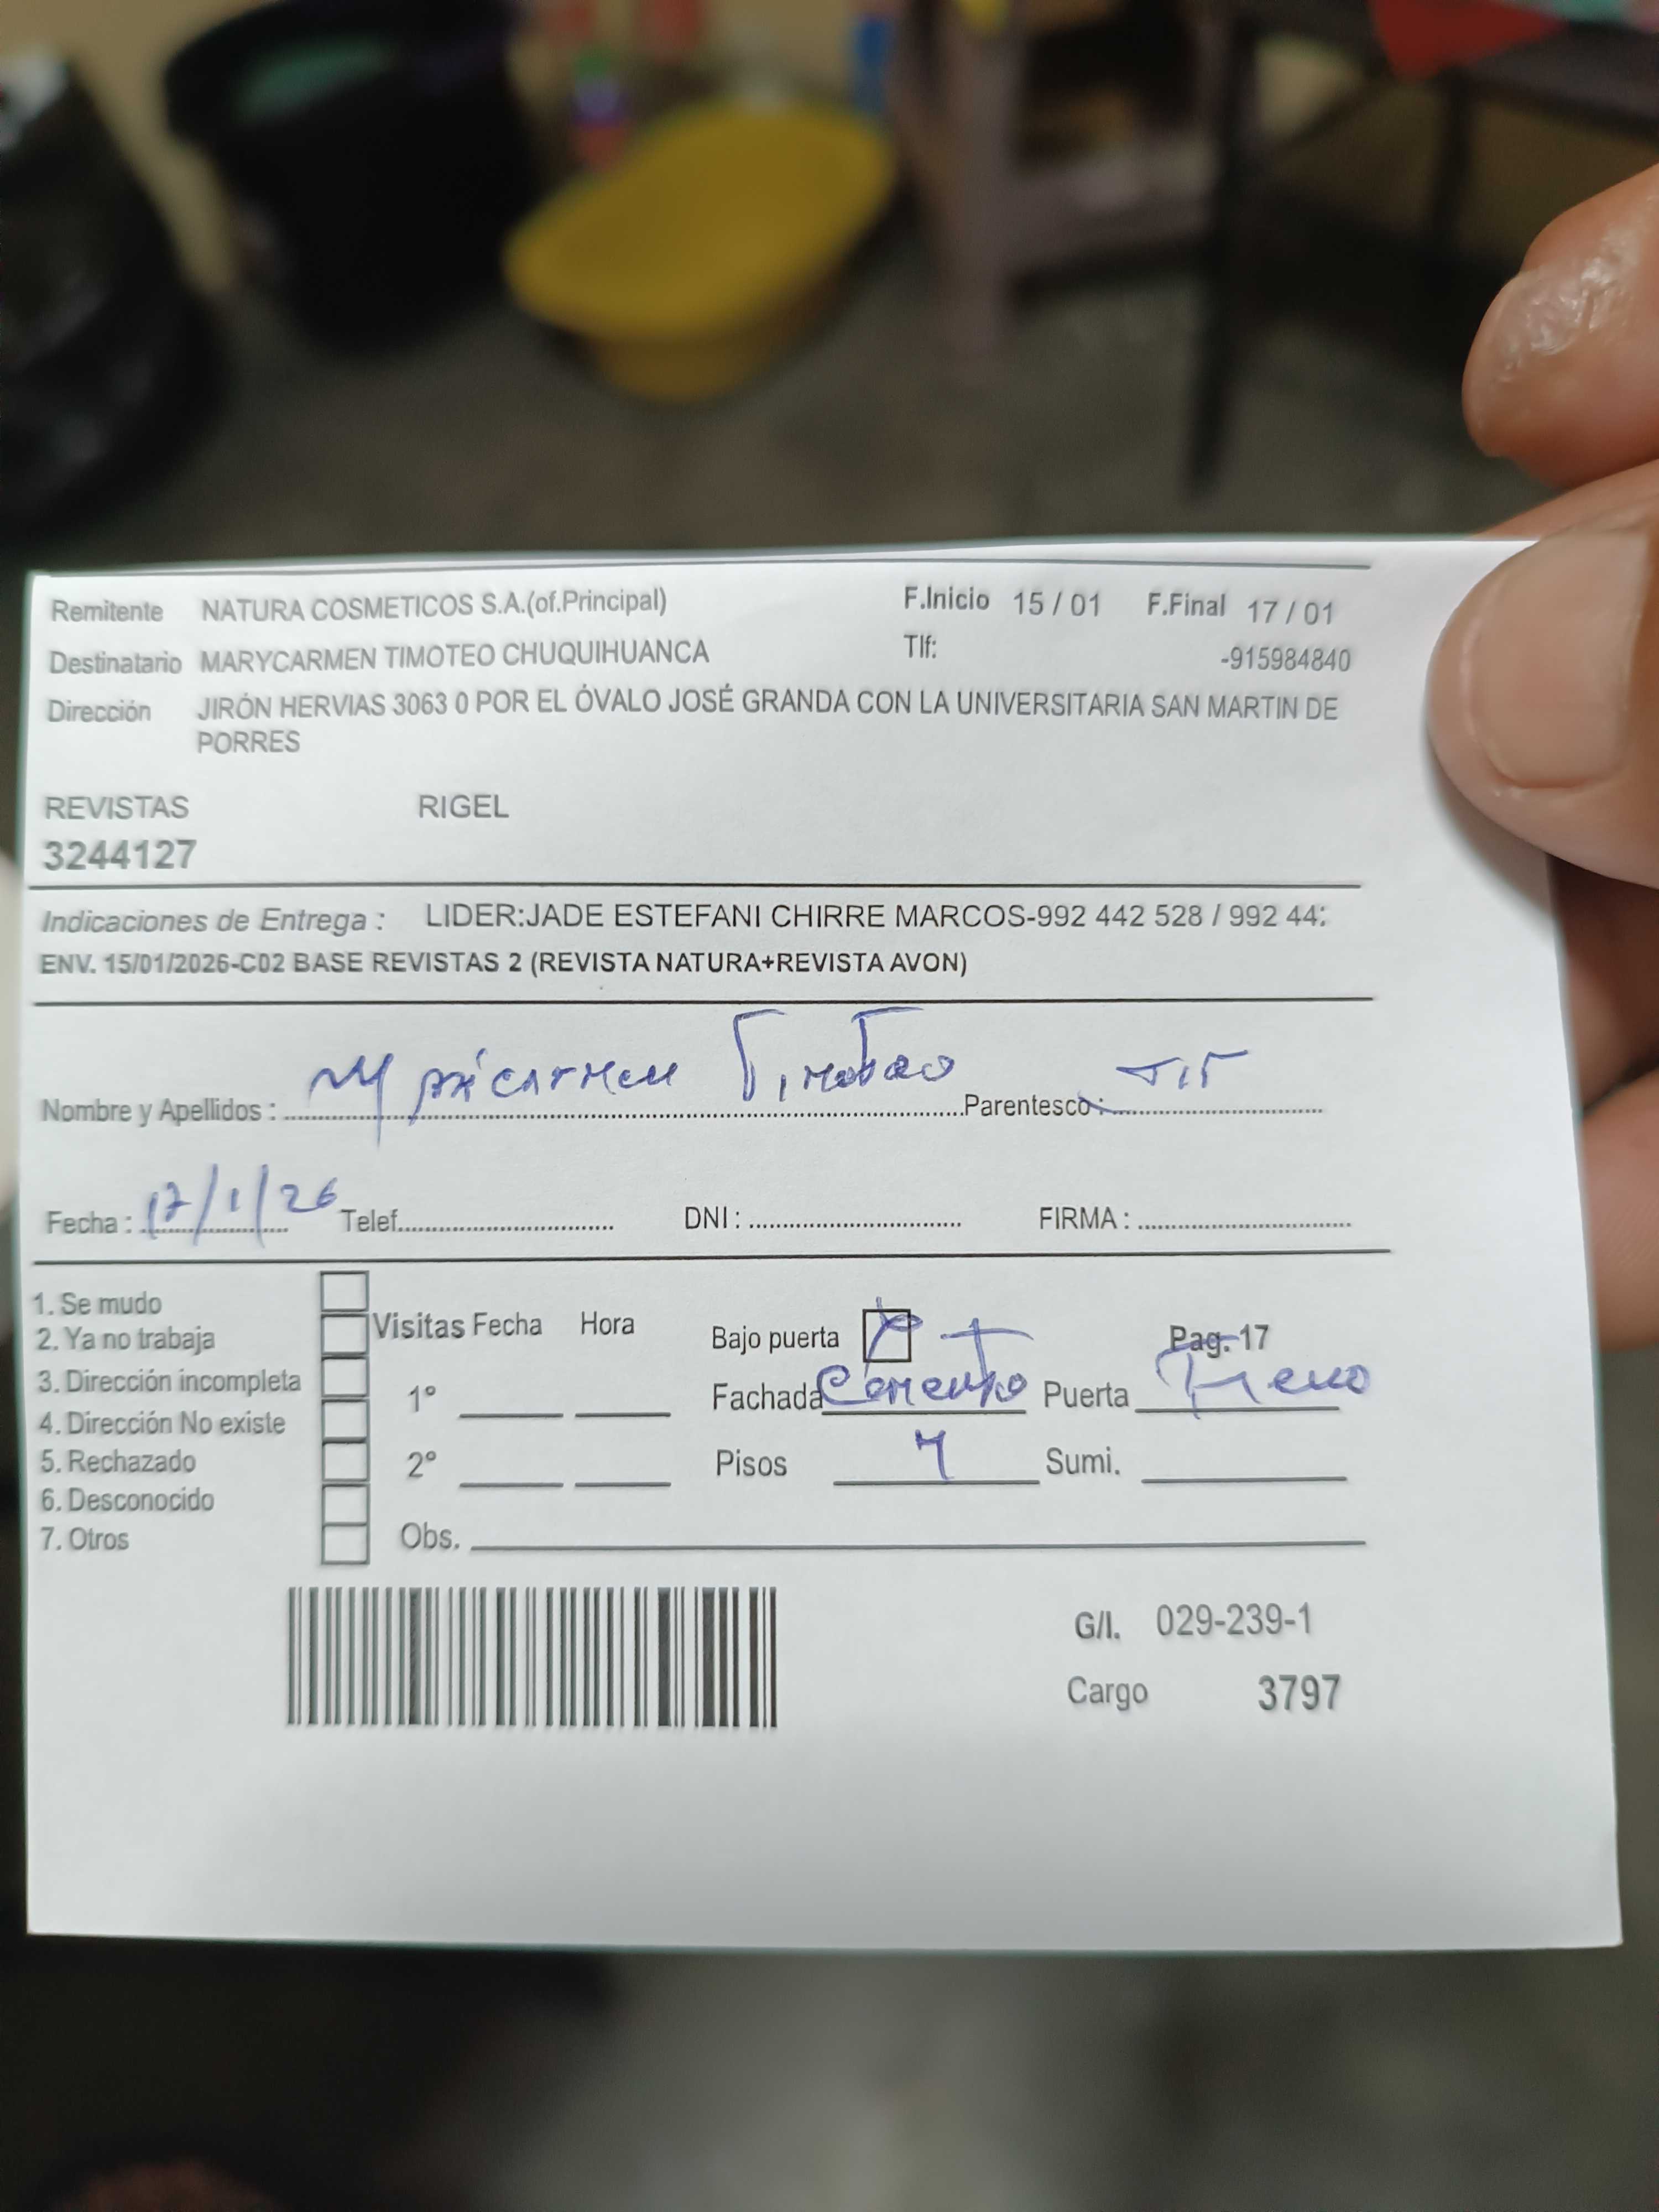 Remitente NATURA COSMETICOS S.A.(of.Principal) F.Inicio 15 / 01 F.Final 17 / 01
Destinatario MARYCARMEN TIMOTEO CHUQUIHUANCA Tlf: -915984840
Dirección JIRÓN HERVIAS 3063 0 POR EL ÓVALO JOSÉ GRANDA CON LA UNIVERSITARIA SAN MARTIN DE
PORRES
REVISTAS RIGEL
3244127
Indicaciones de Entrega : LIDER:JADE ESTEFANI CHIRRE MARCOS-992 442 528 / 992 44
ENV. 15/01/2026-C02 BASE REVISTAS 2 (REVISTA NATURA+REVISTA AVON)
Nombre y Apellidos : Maricarmen Timoteo Parentesco : TIT
Fecha : 17/1/26 Telef. DNI : FIRMA :
1. Se mudo
2. Ya no trabaja Visitas Fecha Hora Bajo puerta Pag. 17
3. Dirección incompleta 1º Fachada Cemento Puerta
4. Dirección No existe
5. Rechazado 2º Pisos Sumi.
6. Desconocido
7. Otros Obs.
G/I. 029-239-1
Cargo 3797